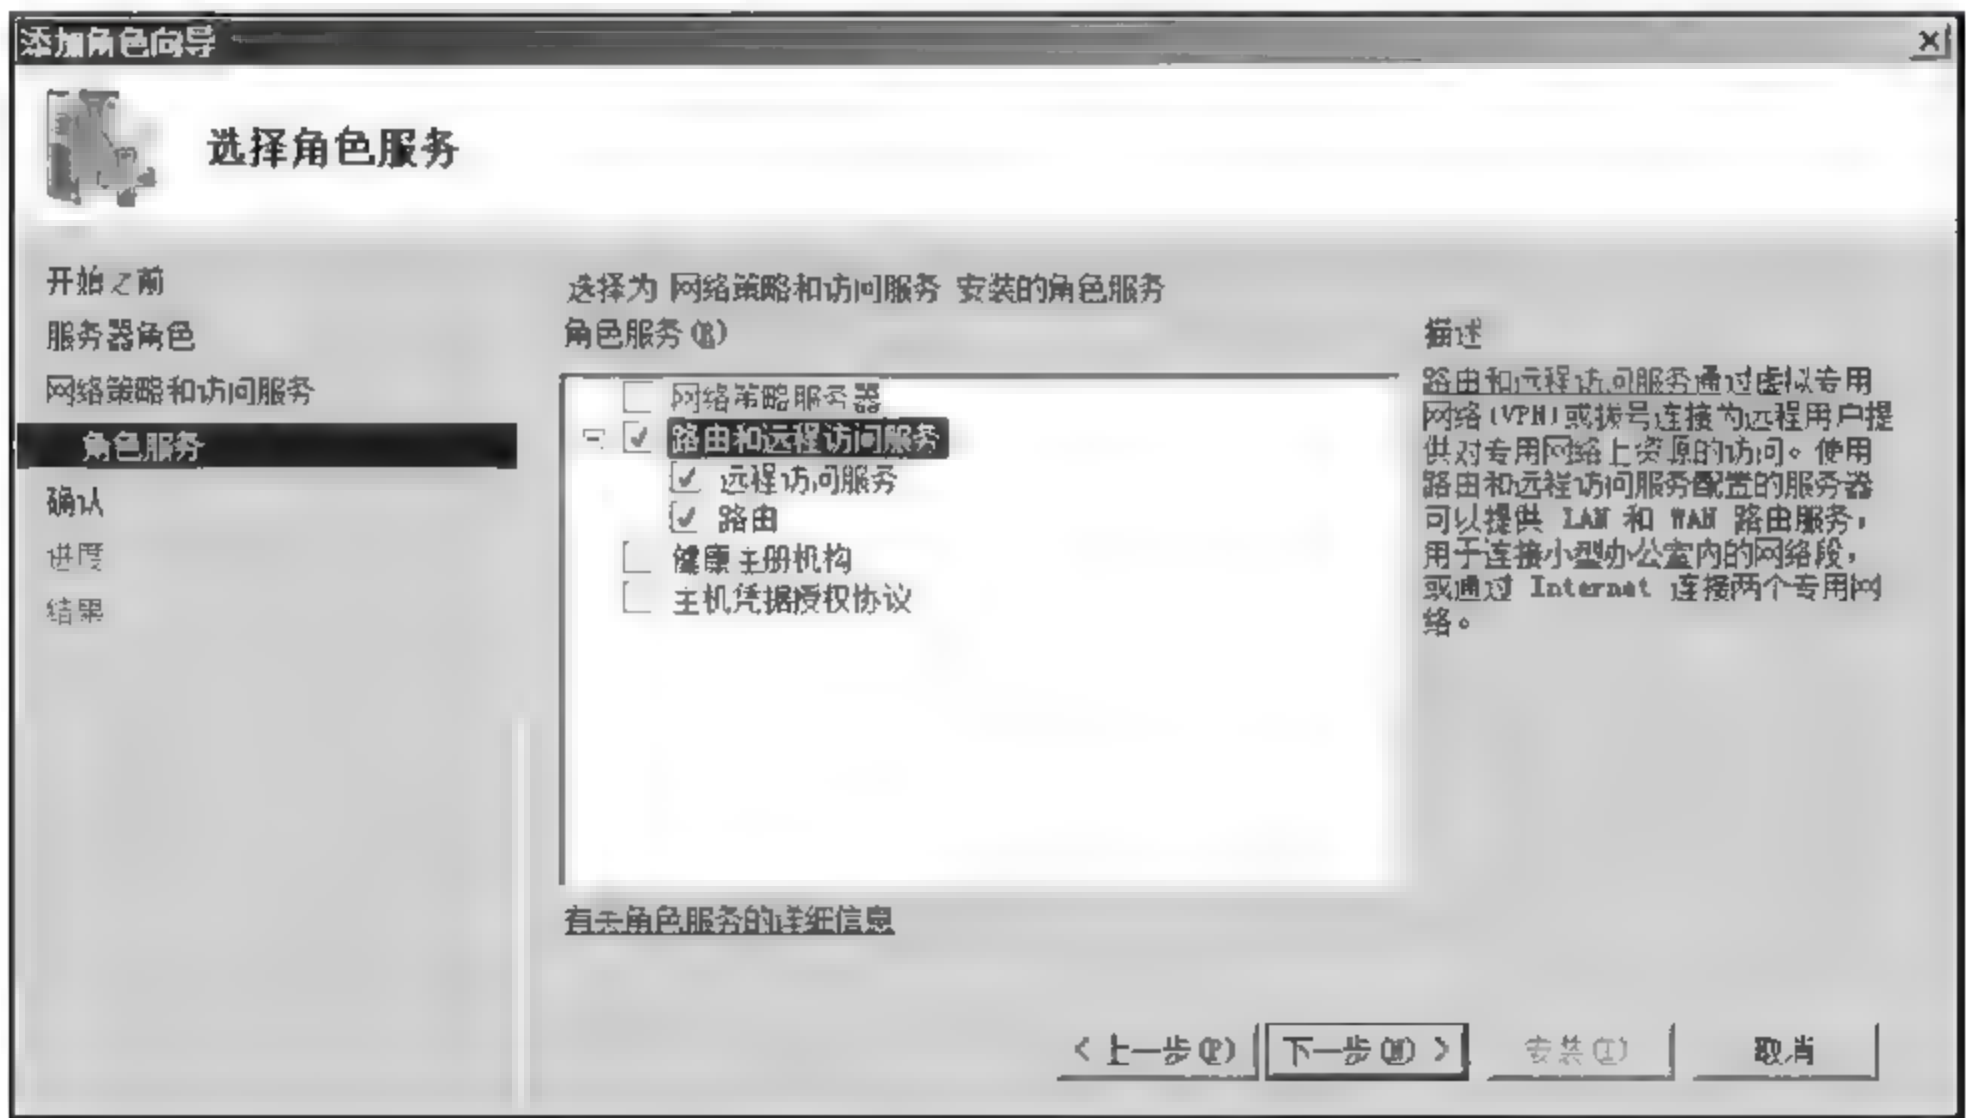 添加角色向导
选择角色服务
开始之前
服务器角色
网络策略和访问服务
角色服务
确认
进度
结果
选择为 网络策略和访问服务 安装的角色服务
角色服务(R)
网络策略服务器
路由和远程访问服务
远程访问服务
路由
健康注册机构
主机凭据授权协议
有关角色服务的详细信息
描述
路由和远程访问服务通过虚拟专用
网络(VPN)或拨号连接为远程用户提
供对专用网络上资源的访问。使用
路由和远程访问服务配置的服务器
可以提供 LAN 和 WAN 路由服务,
用于连接小型办公室内的网络段,
或通过 Internet 连接两个专用网
络。
< 上一步(P)
下一步(N) >
安装(I)
取消